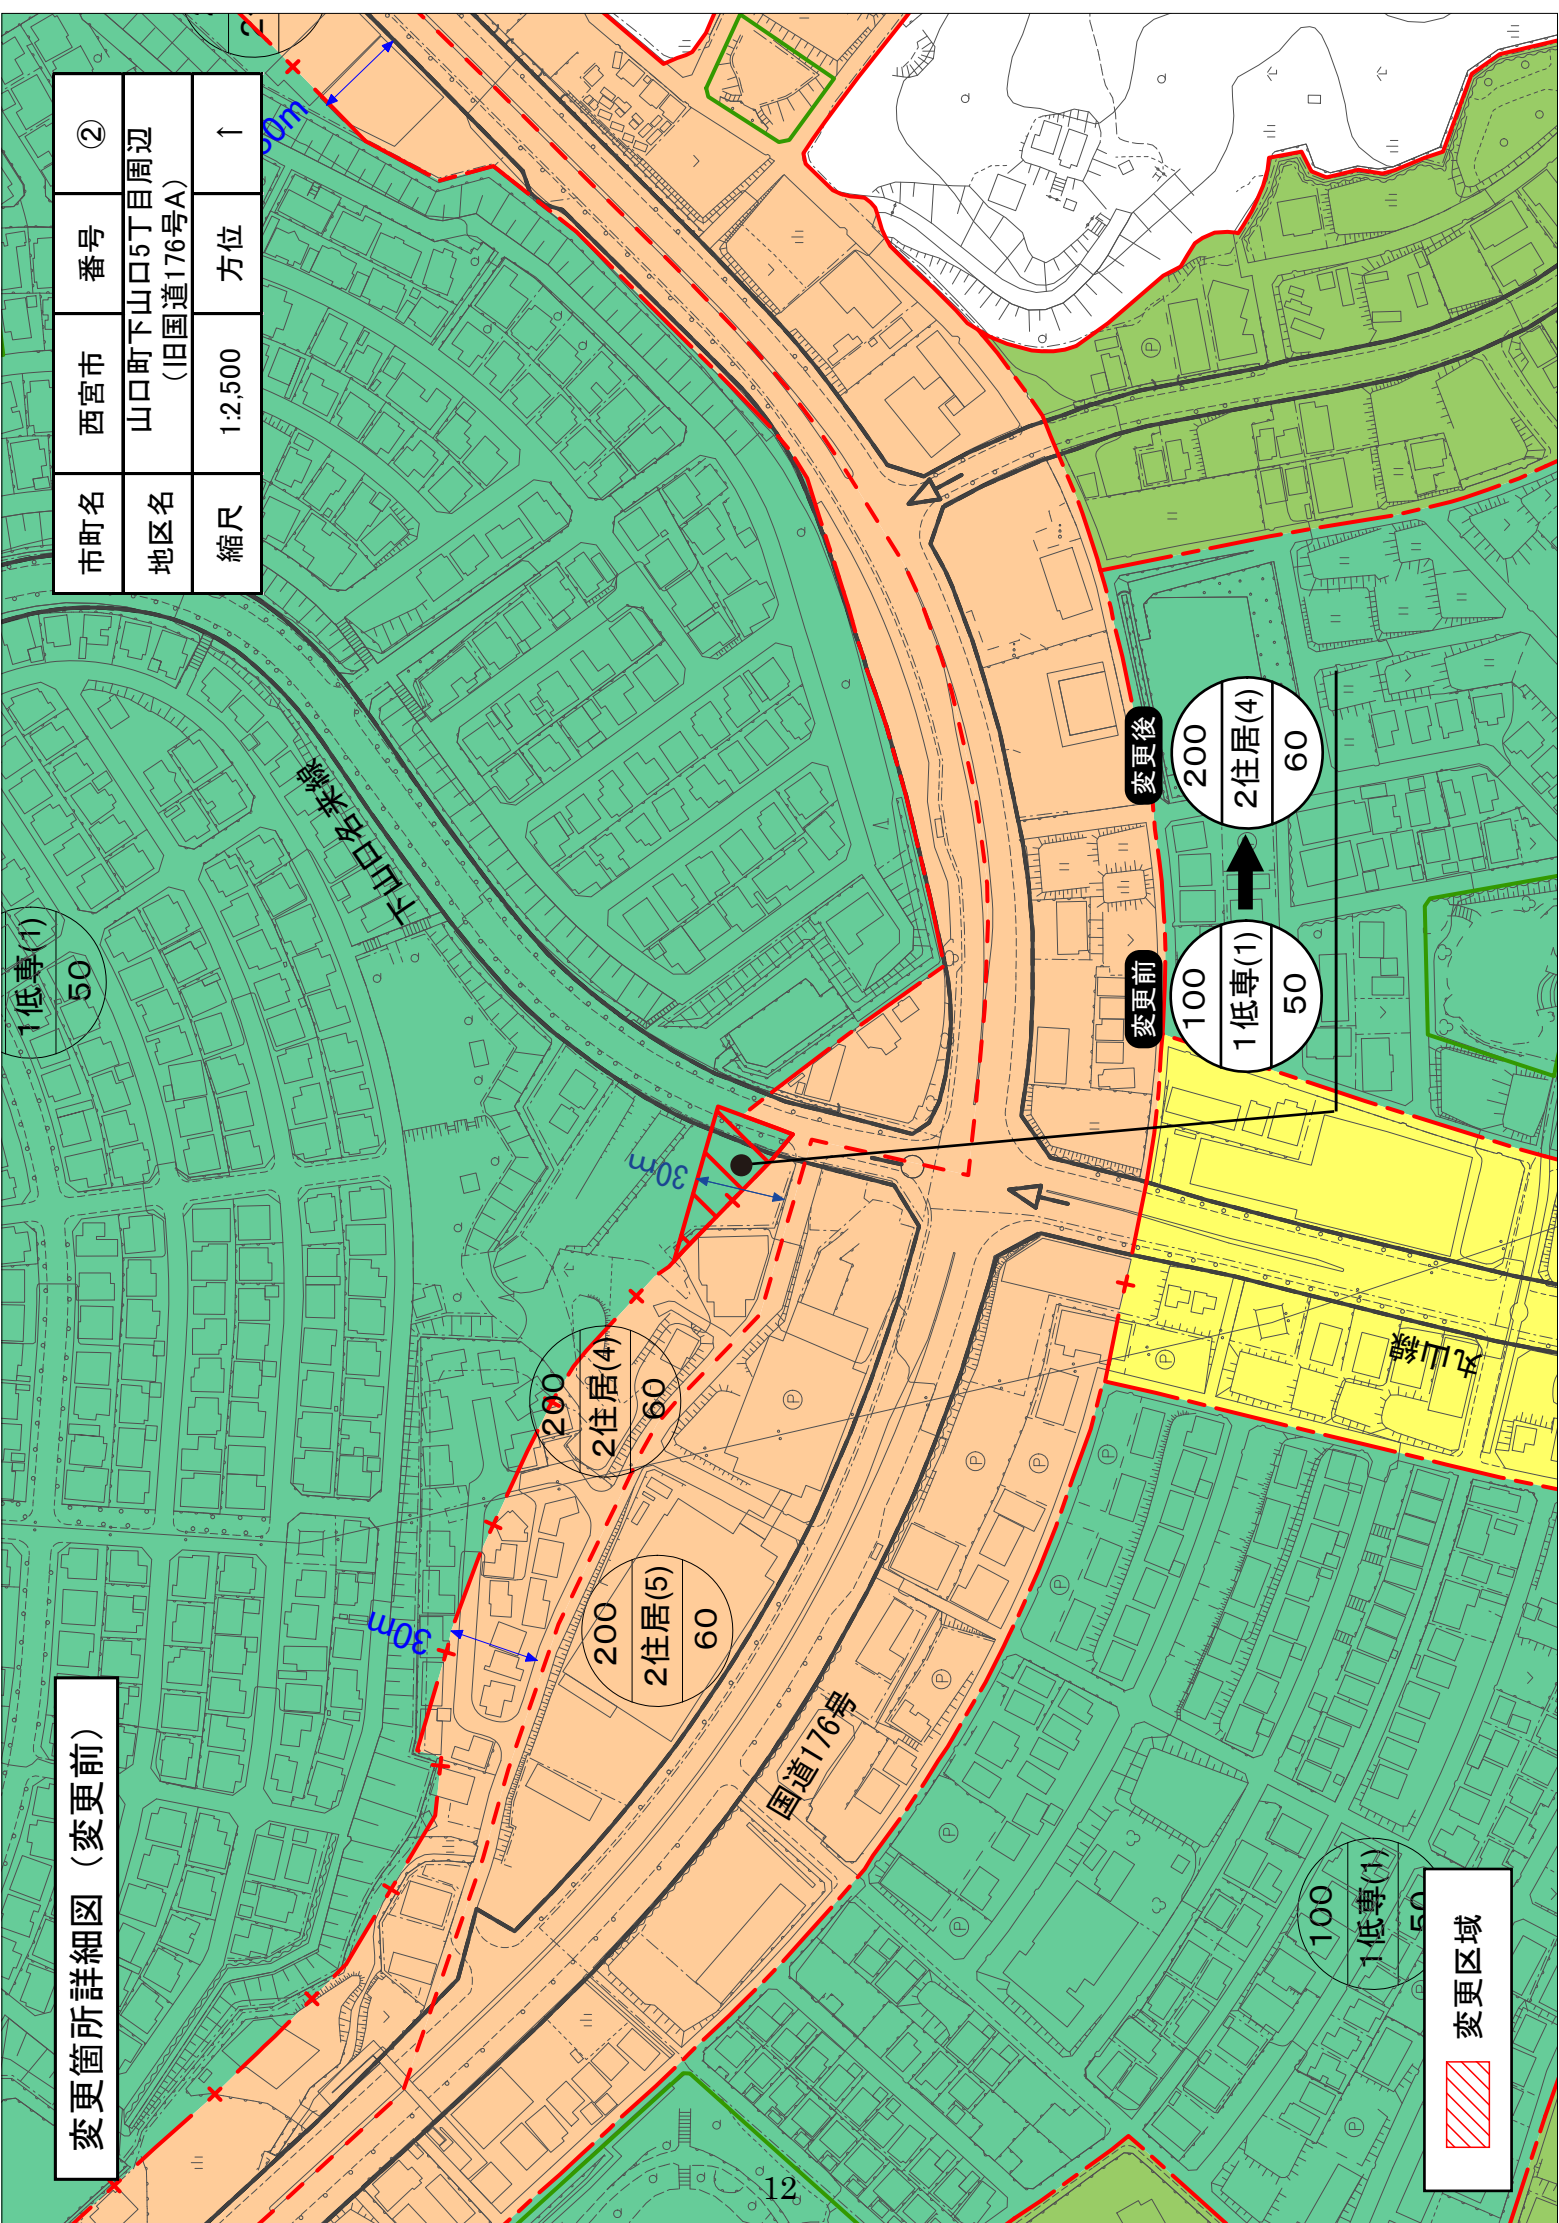 変更箇所詳細図（変更前）
市町名 西宮市 番号 ②
地区名 山口町下山口5丁目周辺
（旧国道176号A）
縮尺 1:2,500 方位 ↑
1低専(1)
50
下山口名来線
30m
30m
200
2住居(4)
60
200
2住居(5)
60
国道176号
変更前
100
1低専(1)
50
変更後
200
2住居(4)
60
丸山線
100
1低専(1)
50
変更区域
12